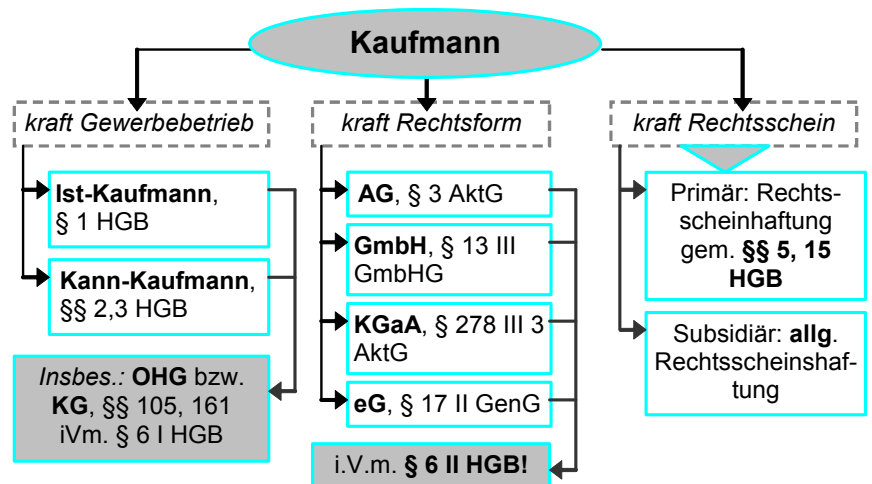 Kaufmann
kraft Gewerbebetrieb
Ist-Kaufmann,
§ 1 HGB
Kann-Kaufmann,
§§ 2,3 HGB
Insbes.: OHG bzw.
KG, §§ 105, 161
iVm. § 6 I HGB
kraft Rechtsform
AG, § 3 AktG
GmbH, § 13 III
GmbHG
KGaA, § 278 III 3
AktG
eG, § 17 II GenG
i.V.m. § 6 II HGB!
kraft Rechtsschein
Primär: Rechts-
scheinhaftung
gem. §§ 5, 15
HGB
Subsidiär: allg.
Rechtsscheinshaf-
tung